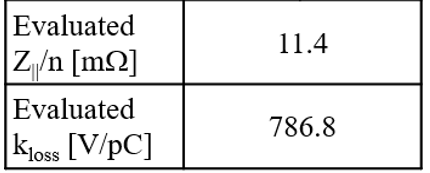 Evaluated
Z||/n [mΩ]
11.4
Evaluated
kloss [V/pC]
786.8